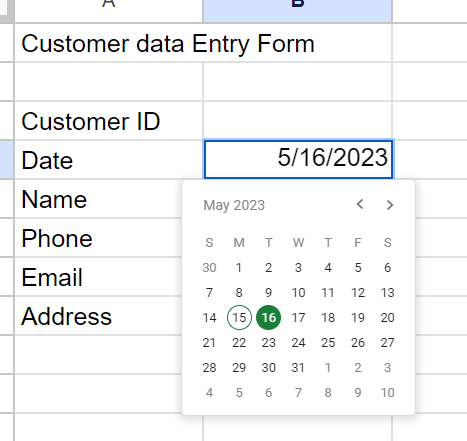 A B
Customer data Entry Form
Customer ID
Date 5/16/2023
Name
Phone
Email
Address
May 2023
S M T W T F S
30 1 2 3 4 5 6
7 8 9 10 11 12 13
14 15 16 17 18 19 20
21 22 23 24 25 26 27
28 29 30 31 1 2 3
4 5 6 7 8 9 10